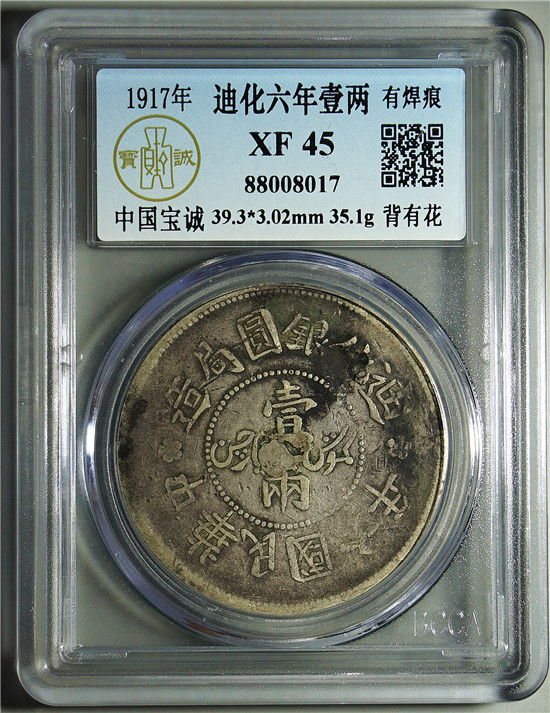 1917年 迪化六年壹两 有焊痕
XF 45
寶 誠
88008017
中国宝诚 39.3*3.02mm 35.1g 背有花
迪化銀圓局造
壹
兩
中華民國 年
BCCA